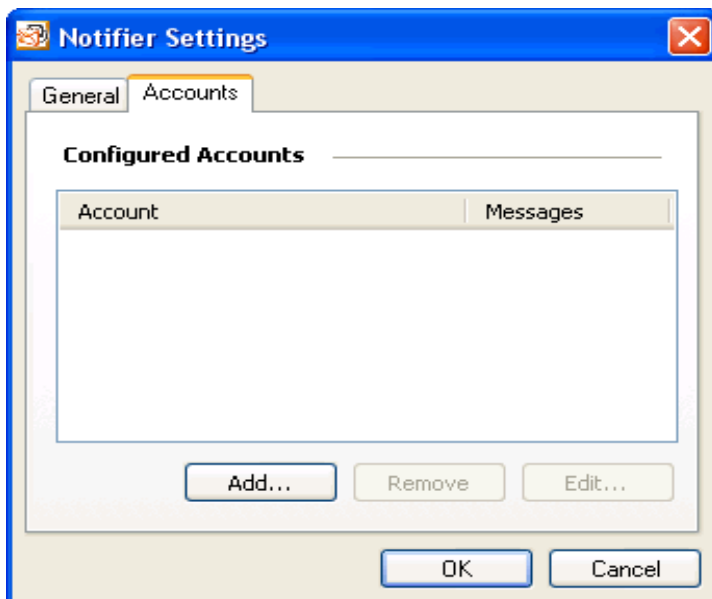 Notifier Settings
General Accounts
Configured Accounts
Account Messages
Add... Remove Edit...
OK Cancel